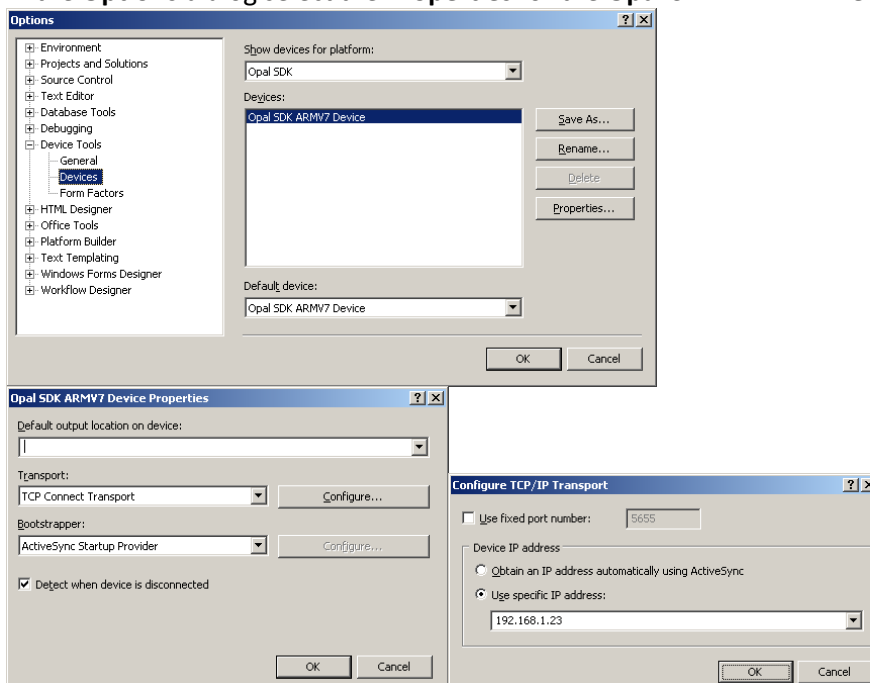 Options
Environment
Projects and Solutions
Source Control
Text Editor
Database Tools
Debugging
Device Tools
General
Devices
Form Factors
HTML Designer
Office Tools
Platform Builder
Text Templating
Windows Forms Designer
Workflow Designer
Show devices for platform:
Opal SDK
Devices:
Opal SDK ARMV7 Device
Save As...
Rename...
Delete
Properties...
Default device:
Opal SDK ARMV7 Device
OK Cancel
Opal SDK ARMV7 Device Properties
Default output location on device:
Transport:
TCP Connect Transport
Configure...
Bootstrapper:
ActiveSync Startup Provider
Configure...
Detect when device is disconnected
OK Cancel
Configure TCP/IP Transport
Use fixed port number: 5655
Device IP address
Obtain an IP address automatically using ActiveSync
Use specific IP address:
192.168.1.23
OK Cancel